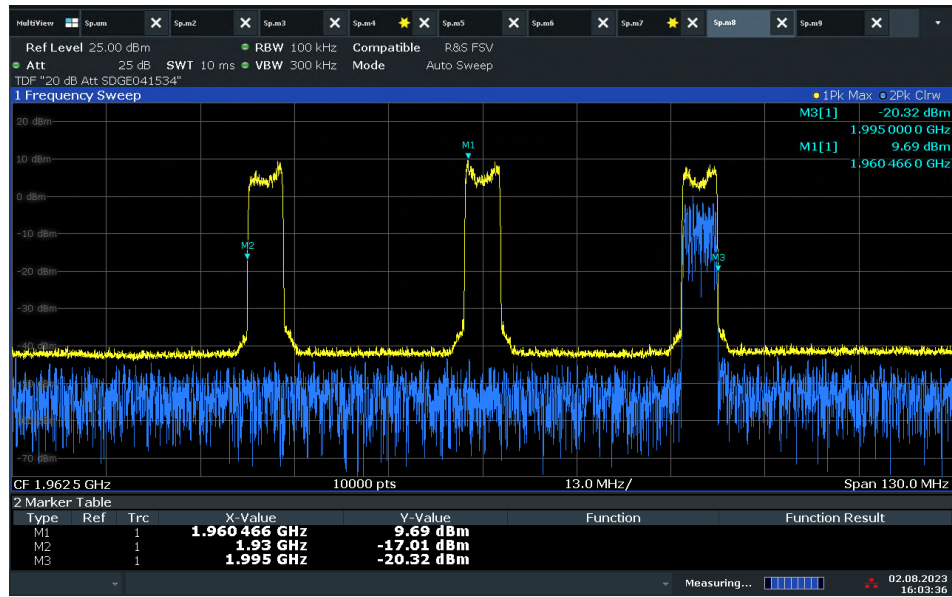 MultiView Sp.um Sp.m2 Sp.m3 Sp.m4 Sp.m5 Sp.m6 Sp.m7 Sp.m8 Sp.m9
Ref Level 25.00 dBm RBW 100 kHz Compatible R&S FSV
Att 25 dB SWT 10 ms VBW 300 kHz Mode Auto Sweep
TDF "20 dB Att SDGE041534"
1 Frequency Sweep 1Pk Max 2Pk Clrw
M3[1] -20.32 dBm
1.995 000 0 GHz
M1[1] 9.69 dBm
1.960 466 0 GHz
20 dBm
M1
10 dBm
0 dBm
-10 dBm
M2
M3
-20 dBm
-30 dBm
-40 dBm
-70 dBm
CF 1.962 5 GHz 10000 pts 13.0 MHz/ Span 130.0 MHz
2 Marker Table
Type Ref Trc X-Value Y-Value Function Function Result
M1 1 1.960 466 GHz 9.69 dBm
M2 1 1.93 GHz -17.01 dBm
M3 1 1.995 GHz -20.32 dBm
Measuring... 02.08.2023
16:03:36